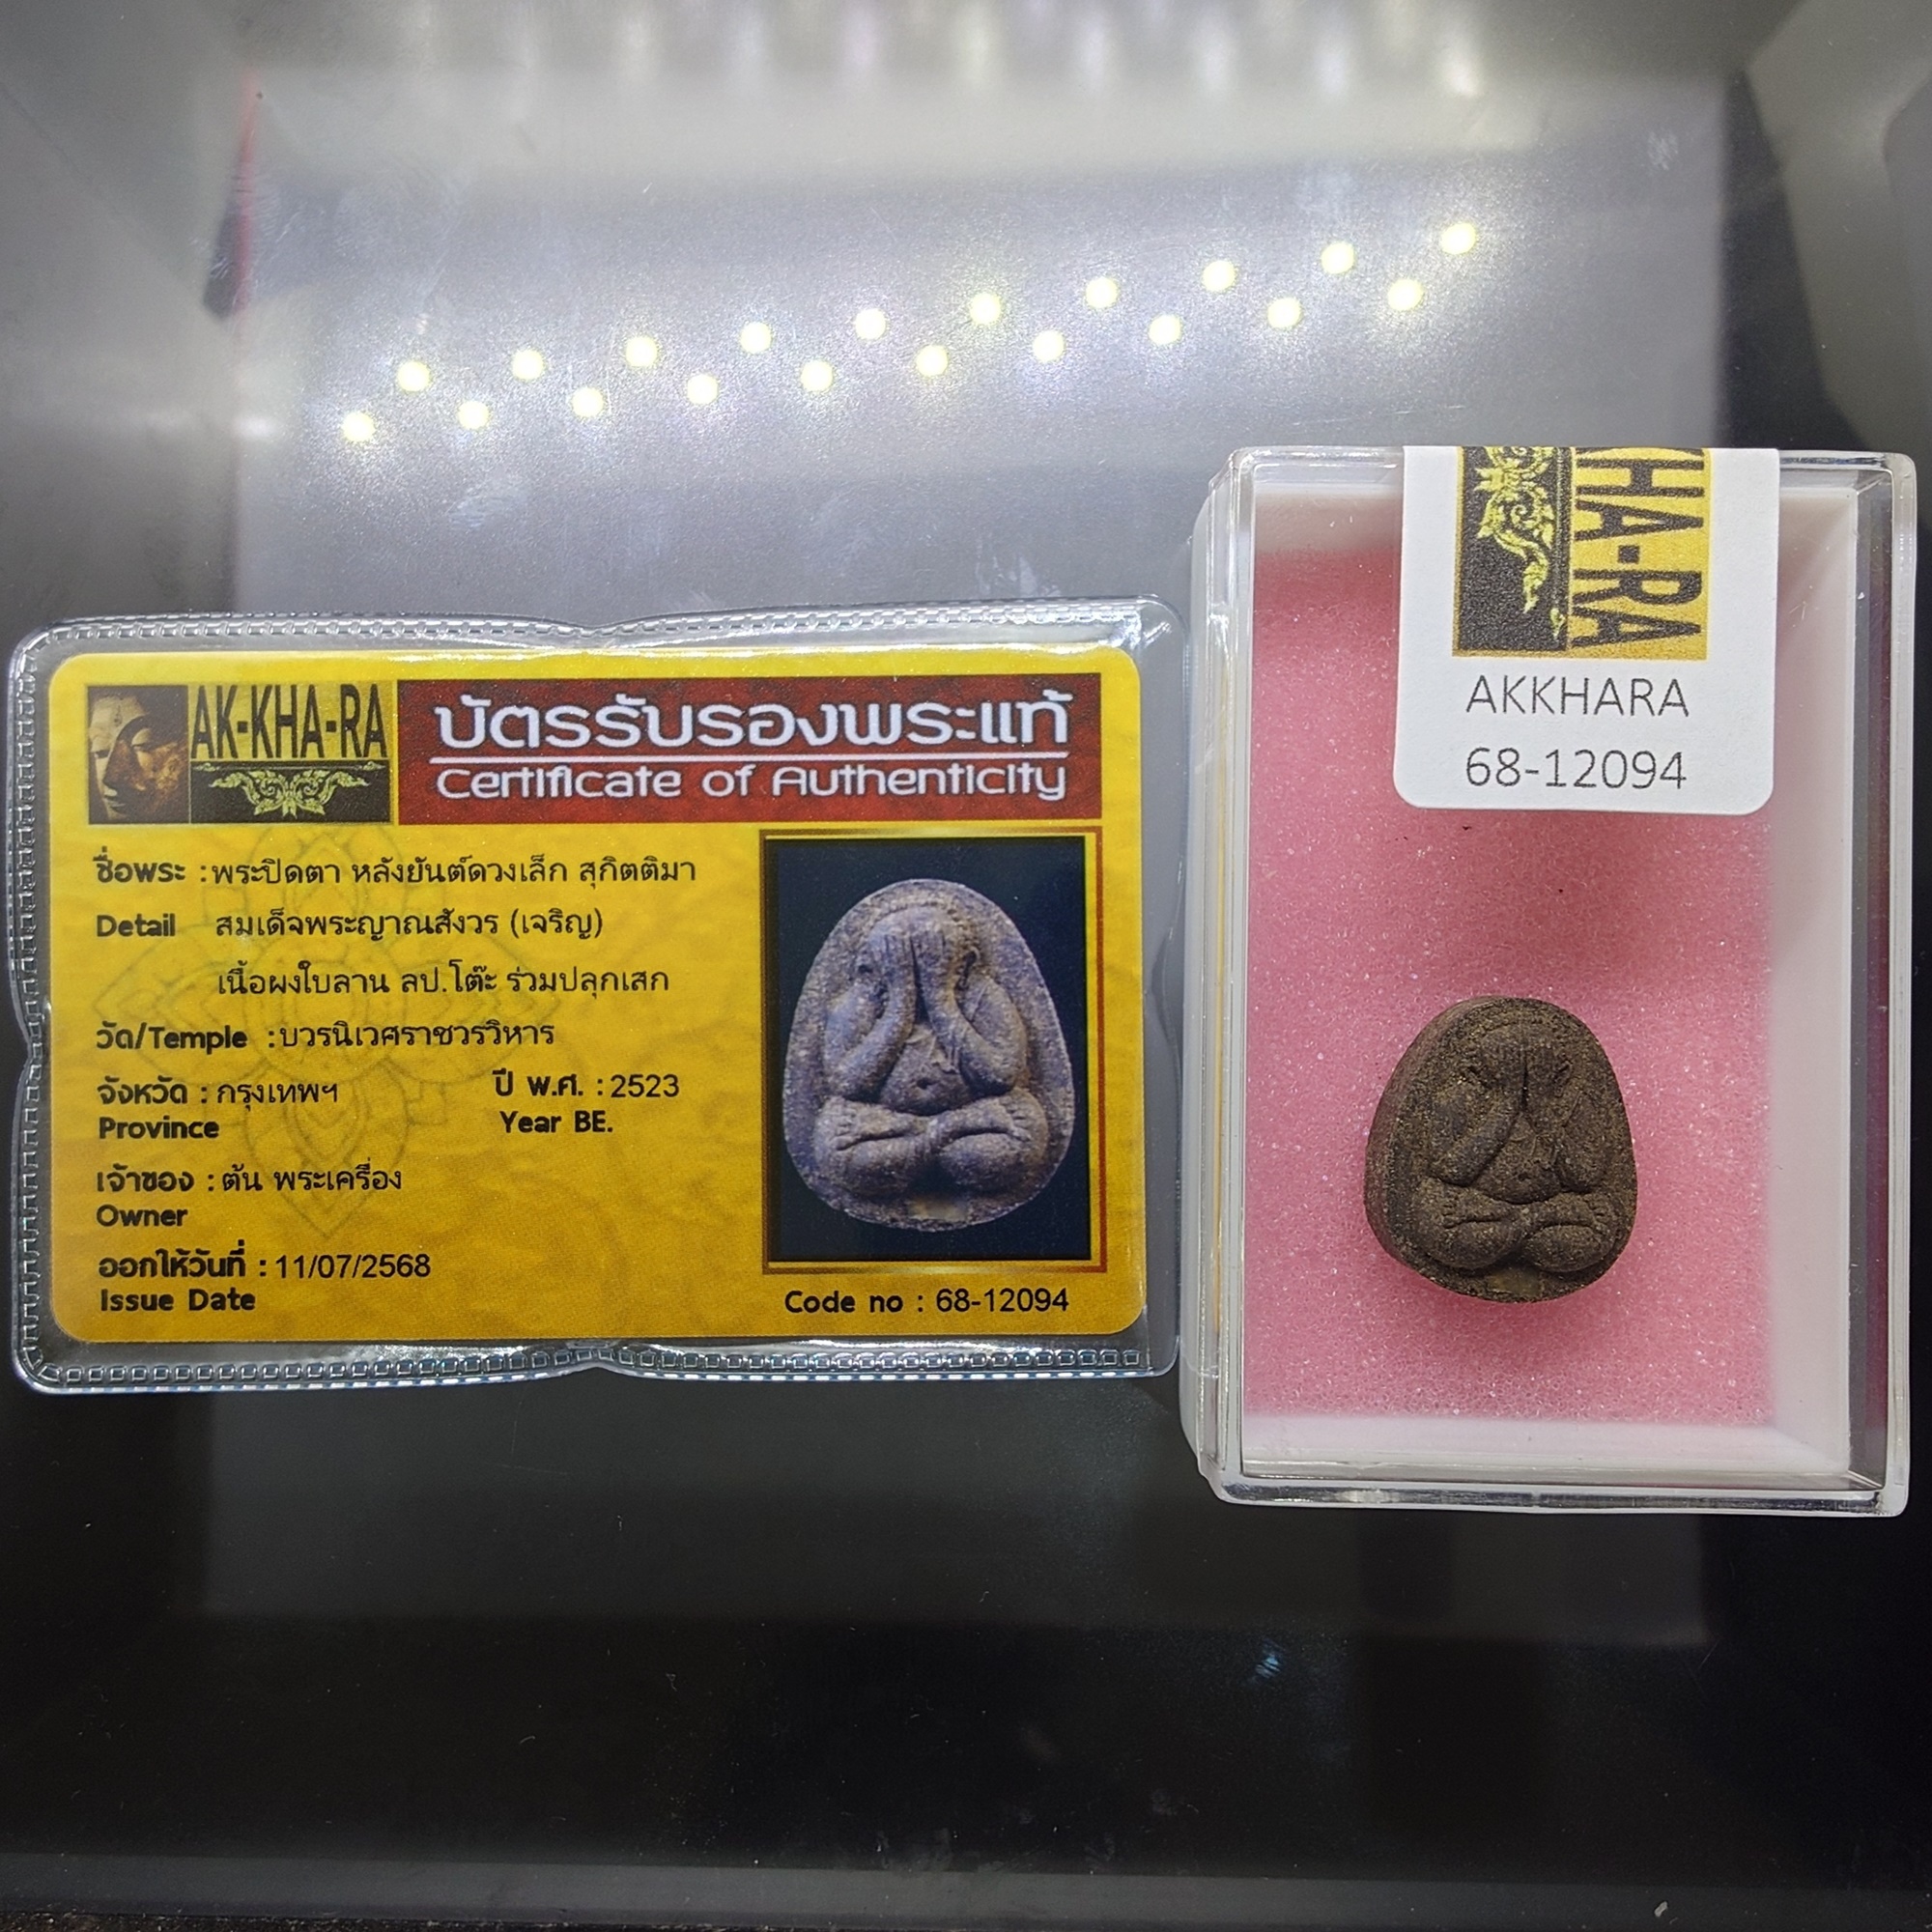 AK-KHA-RA
บัตรรับรองพระแท้
Certificate of Authenticity
ชื่อพระ : พระปิดตา หลังยันต์ดวงเล็ก สุกิตติมา
Detail สมเด็จพระญาณสังวร (เจริญ)
เนื้อผงใบลาน ลป.โต๊ะ ร่วมปลุกเสก
วัด/Temple : บวรนิเวศราชวรวิหาร
จังหวัด : กรุงเทพฯ ปี พ.ศ. : 2523
Province Year BE.
เจ้าของ : ต้น พระเครื่อง
Owner
ออกให้วันที่ : 11/07/2568
Issue Date
Code no : 68-12094
KHA-RA
AKKHARA
68-12094